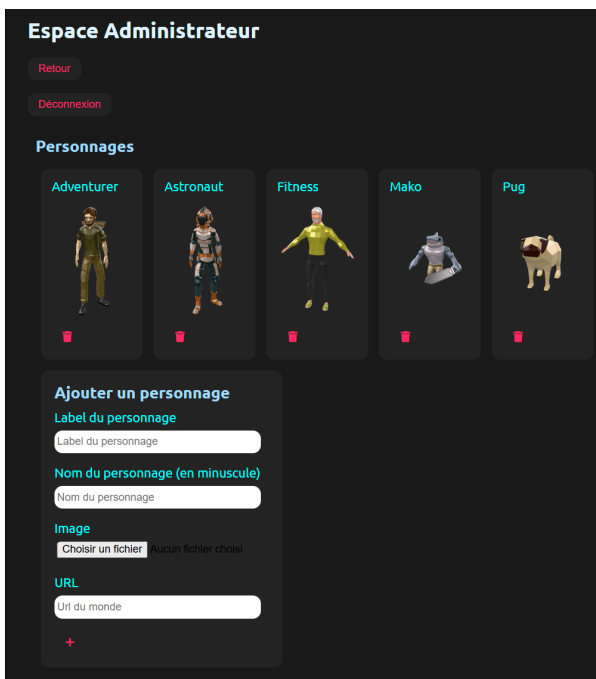 Espace Administrateur
Retour
Déconnexion
Personnages
Adventurer
Astronaut
Fitness
Mako
Pug
Ajouter un personnage
Label du personnage
Label du personnage
Nom du personnage (en minuscule)
Nom du personnage
Image
Choisir un fichier Aucun fichier choisi
URL
Url du monde
+